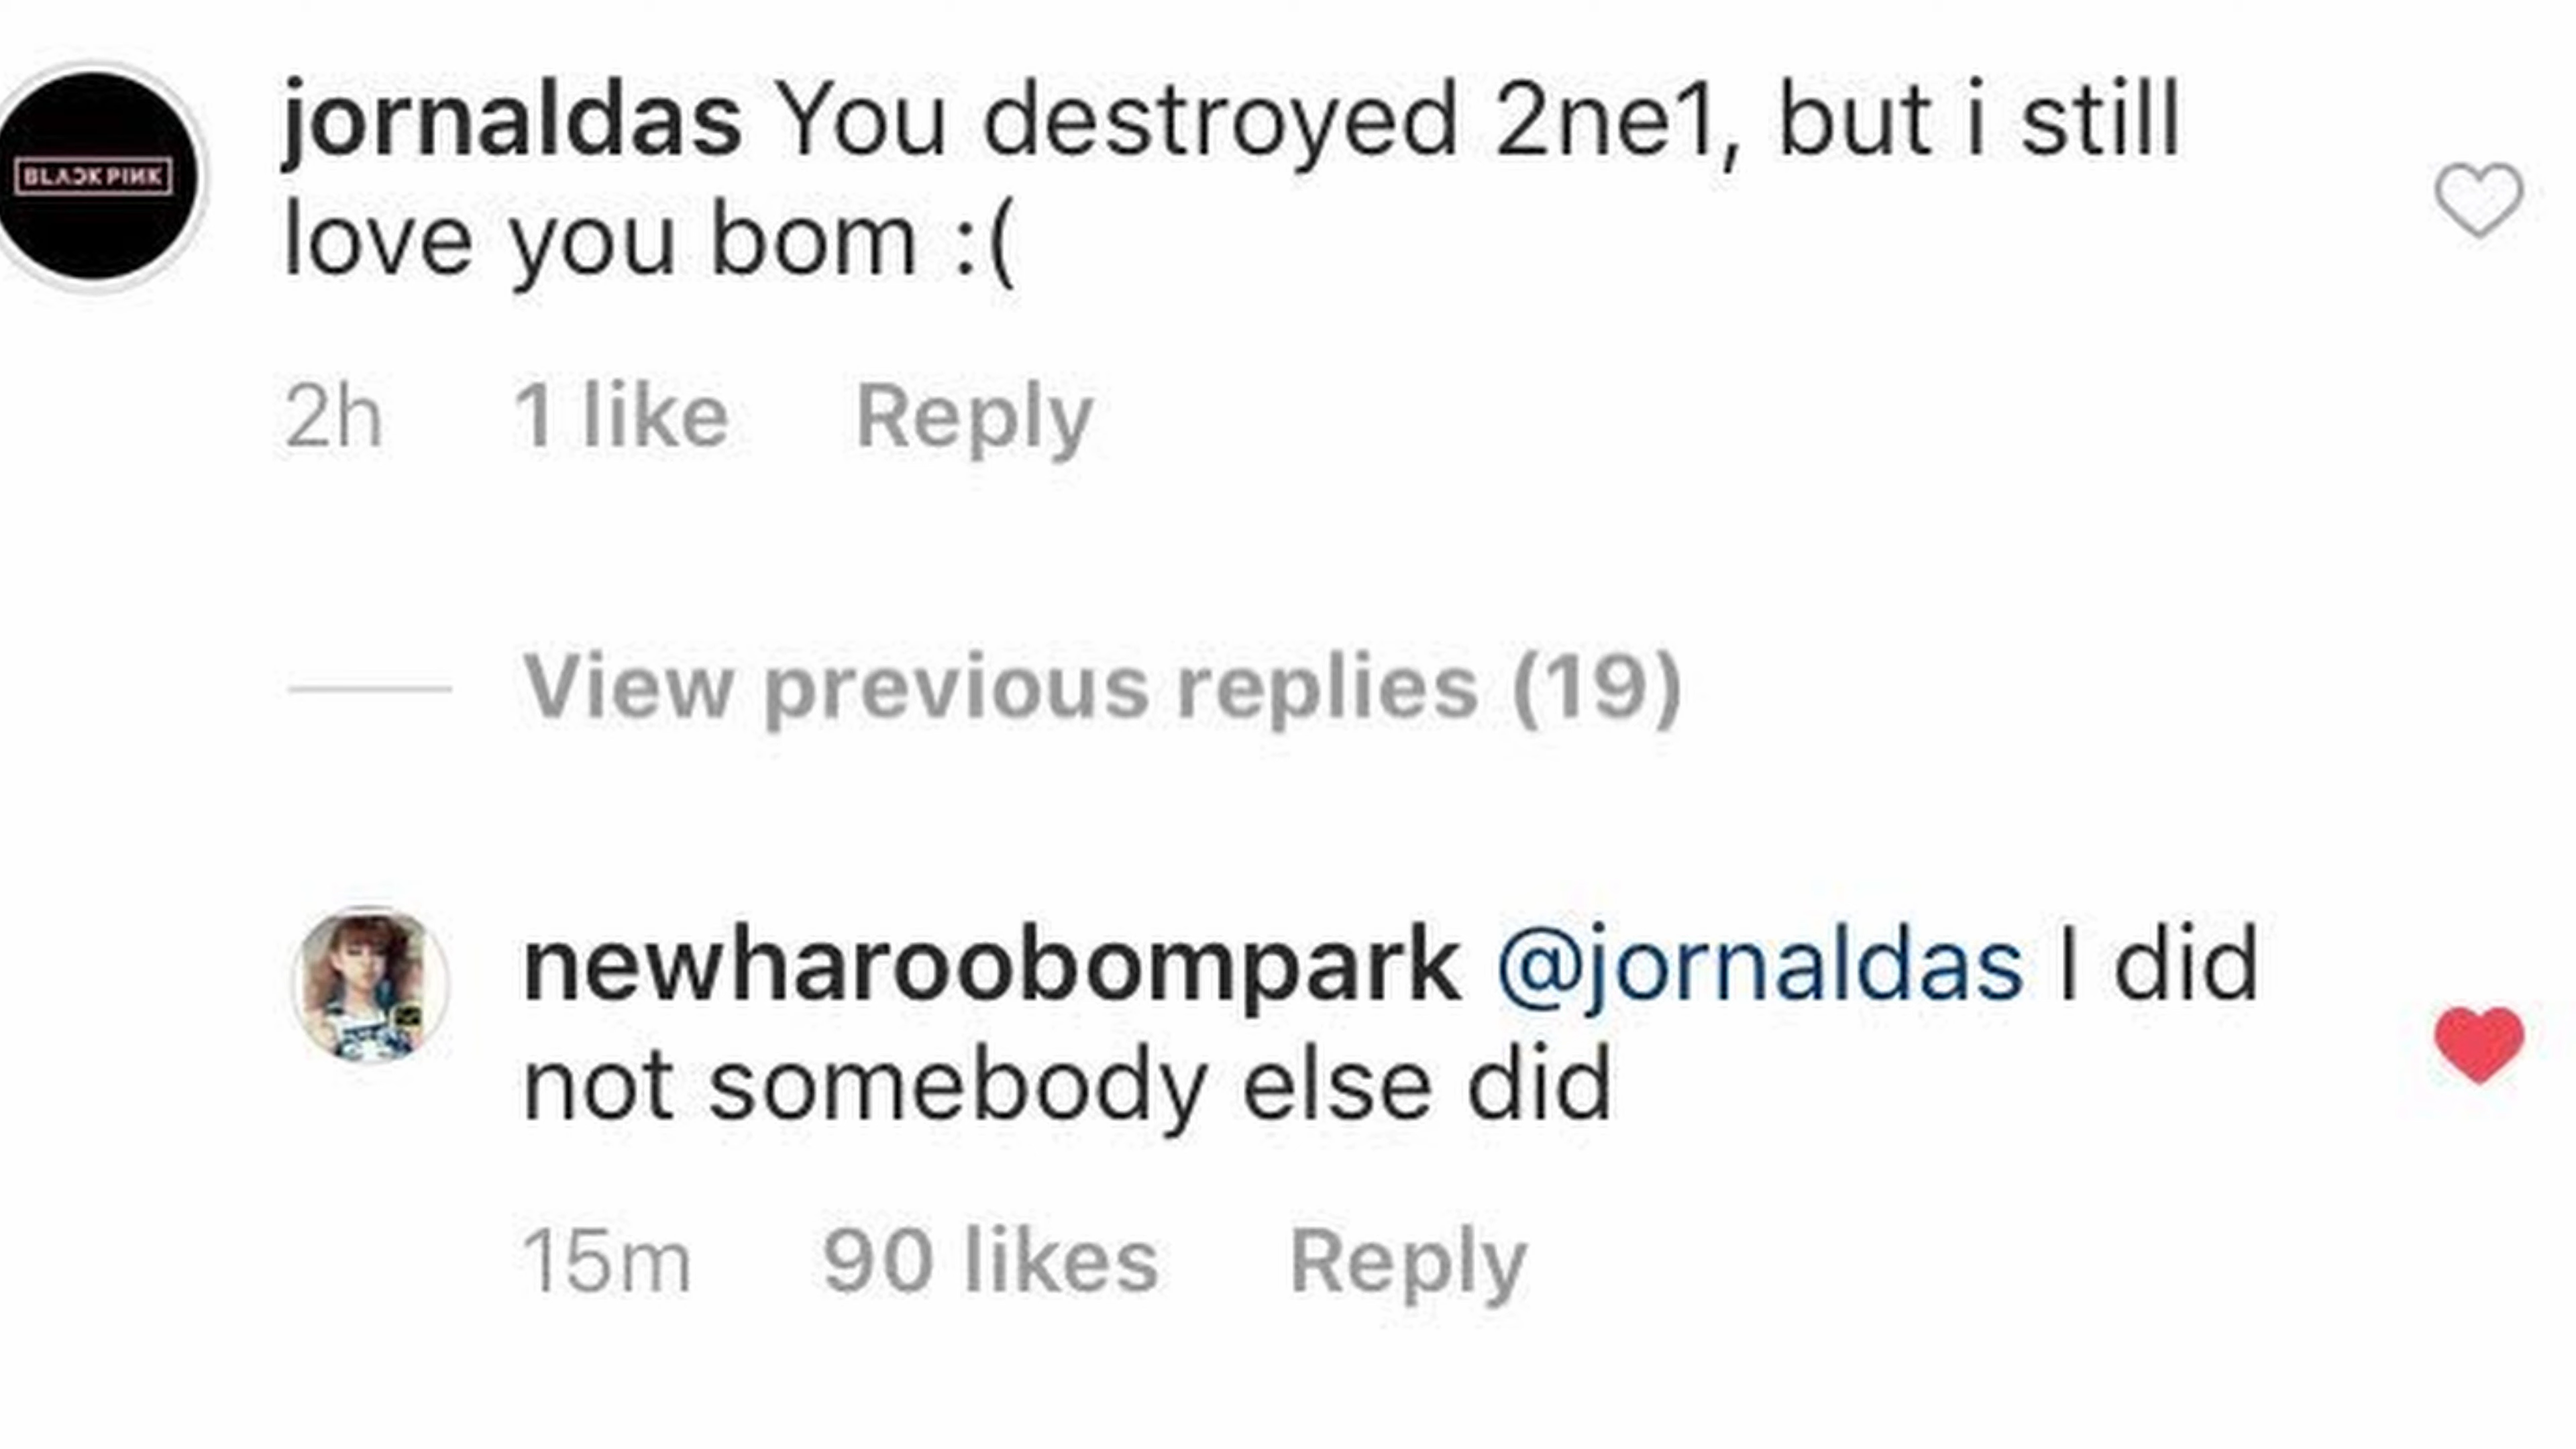 jornaldas You destroyed 2ne1, but i still
BLACKPINK
love you bom :(
2h 1 like Reply
View previous replies (19)
newharoobompark @jornaldas I did
not somebody else did
15m 90 likes Reply